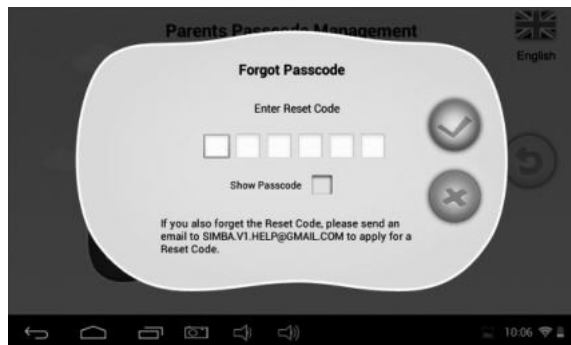 Parents Passcode Management
English
Forgot Passcode
Enter Reset Code
Show Passcode
If you also forget the Reset Code, please send an
email to SIMBA.V1.HELP@GMAIL.COM to apply for a
Reset Code.
10:06